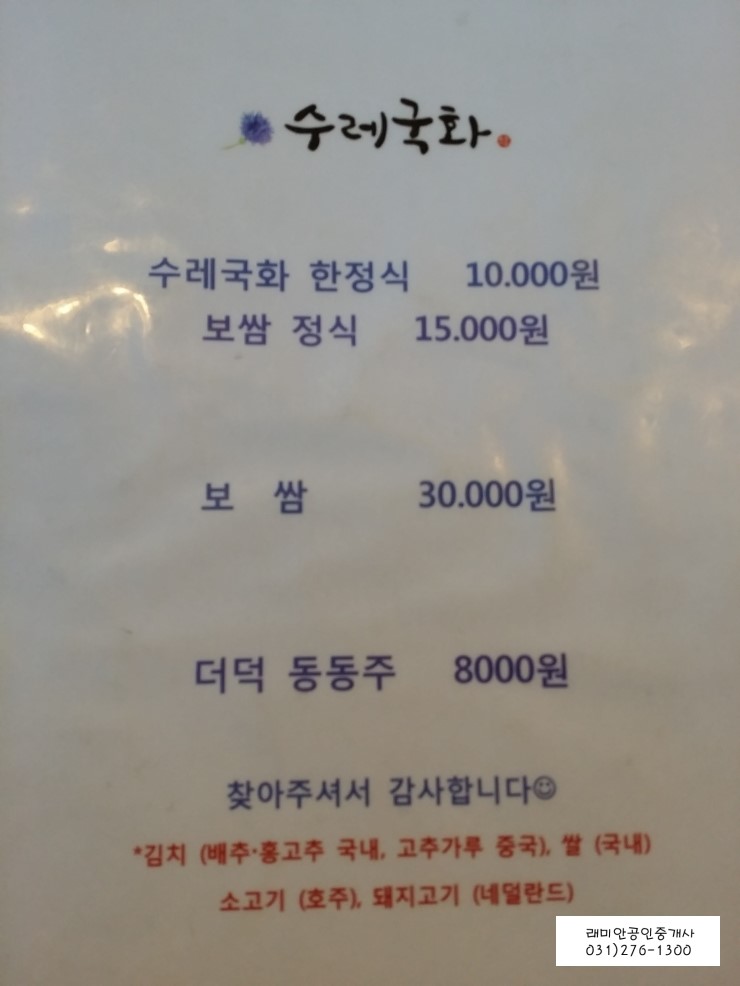 수레국화
수레국화 한정식 10.000원
보쌈 정식 15.000원
보 쌈 30.000원
더덕 동동주 8000원
찾아주셔서 감사합니다☺
*김치 (배추·홍고추 국내, 고추가루 중국), 쌀 (국내)
소고기 (호주), 돼지고기 (네덜란드)
래미안공인중개사
031)276-1300